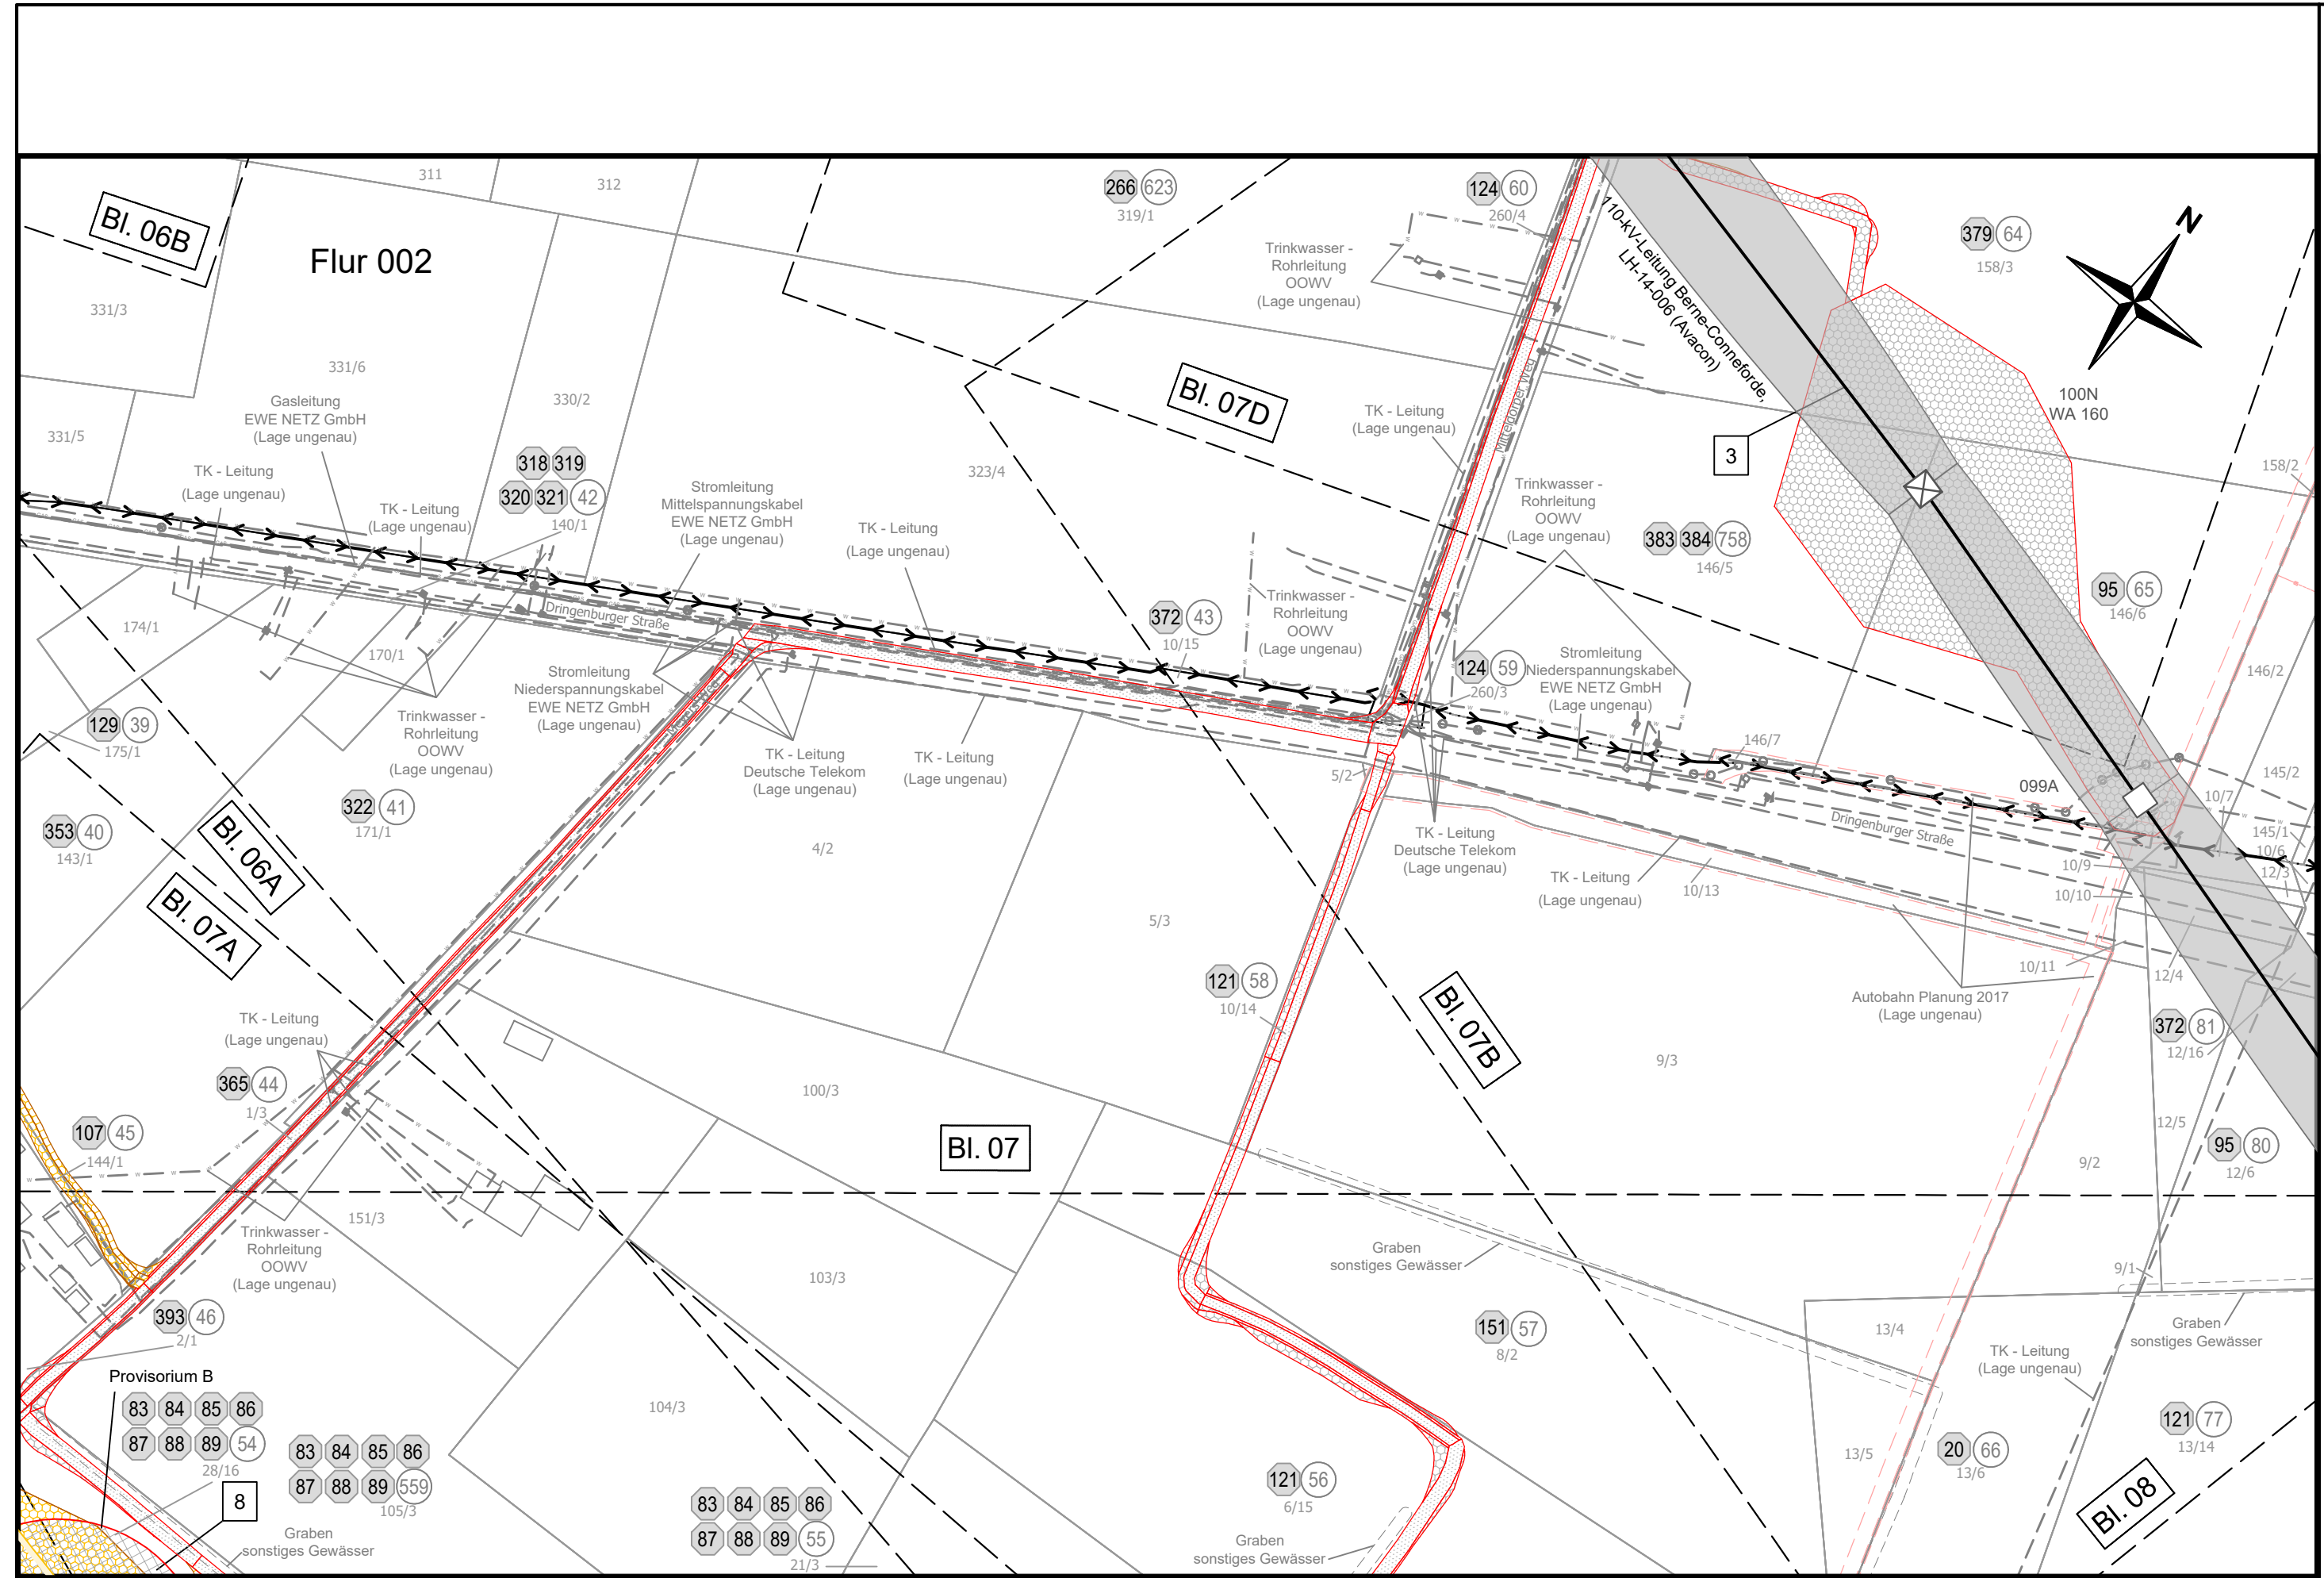 Bl. 06B
Flur 002
311
312
266 623
319/1
124 60
260/4
379 64
158/3
N
Trinkwasser -
Rohrleitung
OOWV
(Lage ungenau)
110-kV-Leitung Berne-Conneforde,
LH-14-006 (Avacon)
331/3
331/6
331/5
330/2
Gasleitung
EWE NETZ GmbH
(Lage ungenau)
Bl. 07D
100N
WA 160
3
TK - Leitung
(Lage ungenau)
Mitteldorper Weg
158/2
TK - Leitung
(Lage ungenau)
318 319
320 321 42
140/1
TK - Leitung
(Lage ungenau)
Stromleitung
Mittelspannungskabel
EWE NETZ GmbH
(Lage ungenau)
323/4
TK - Leitung
(Lage ungenau)
Trinkwasser -
Rohrleitung
OOWV
(Lage ungenau)
383 384 758
146/5
95 65
146/6
174/1
170/1
Dringenburger Straße
372 43
10/15
Trinkwasser -
Rohrleitung
OOWV
(Lage ungenau)
124 59
260/3
Stromleitung
Niederspannungskabel
EWE NETZ GmbH
(Lage ungenau)
146/2
129 39
175/1
Trinkwasser -
Rohrleitung
OOWV
(Lage ungenau)
Stromleitung
Niederspannungskabel
EWE NETZ GmbH
(Lage ungenau)
TK - Leitung
Deutsche Telekom
(Lage ungenau)
TK - Leitung
(Lage ungenau)
5/2
146/7
099A
145/2
10/7
145/1
10/6
12/3
353 40
143/1
322 41
171/1
Bl. 06A
Bl. 07A
4/2
TK - Leitung
Deutsche Telekom
(Lage ungenau)
TK - Leitung
(Lage ungenau)
10/13
Dringenburger Straße
10/9
10/10
5/3
10/11
12/4
121 58
10/14
Bl. 07B
Autobahn Planung 2017
(Lage ungenau)
372 81
12/16
TK - Leitung
(Lage ungenau)
365 44
1/3
100/3
9/3
107 45
144/1
Bl. 07
12/5
95 80
12/6
9/2
151/3
Trinkwasser -
Rohrleitung
OOWV
(Lage ungenau)
103/3
Graben
sonstiges Gewässer
9/1
393 46
2/1
151 57
8/2
13/4
TK - Leitung
(Lage ungenau)
Graben
sonstiges Gewässer
Provisorium B
83 84 85 86
87 88 89 54
28/16
104/3
121 77
13/14
83 84 85 86
87 88 89 559
105/3
8
13/5
20 66
13/6
121 56
6/15
Bl. 08
83 84 85 86
87 88 89 55
21/3
Graben
sonstiges Gewässer
Graben
sonstiges Gewässer